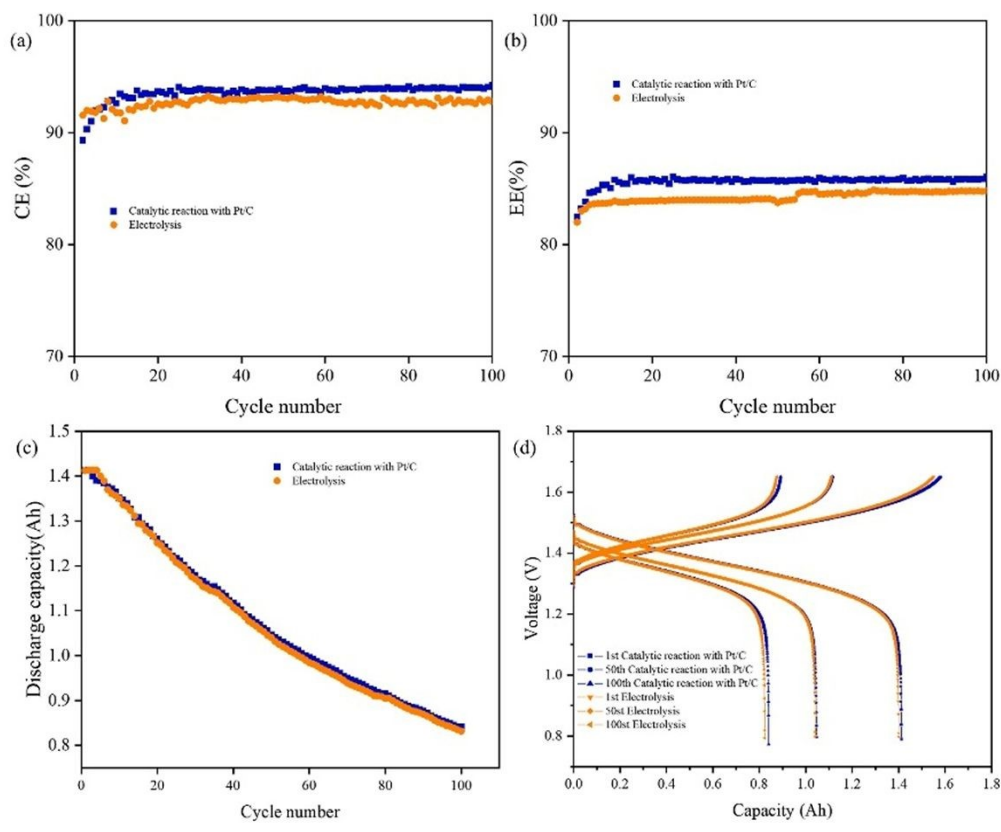 (a)
100
90
80
70
CE (%)
Catalytic reaction with Pt/C
Electrolysis
0 20 40 60 80 100
Cycle number
(b)
100
90
80
70
EE(%)
Catalytic reaction with Pt/C
Electrolysis
0 20 40 60 80 100
Cycle number
(c)
1.5
1.4
1.3
1.2
1.1
1.0
0.9
0.8
Discharge capacity(Ah)
Catalytic reaction with Pt/C
Electrolysis
0 20 40 60 80 100
Cycle number
(d)
1.8
1.6
1.4
1.2
1.0
0.8
Voltage (V)
1st Catalytic reaction with Pt/C
50th Catalytic reaction with Pt/C
100th Catalytic reaction with Pt/C
1st Electrolysis
50st Electrolysis
100st Electrolysis
0.0 0.2 0.4 0.6 0.8 1.0 1.2 1.4 1.6 1.8
Capacity (Ah)